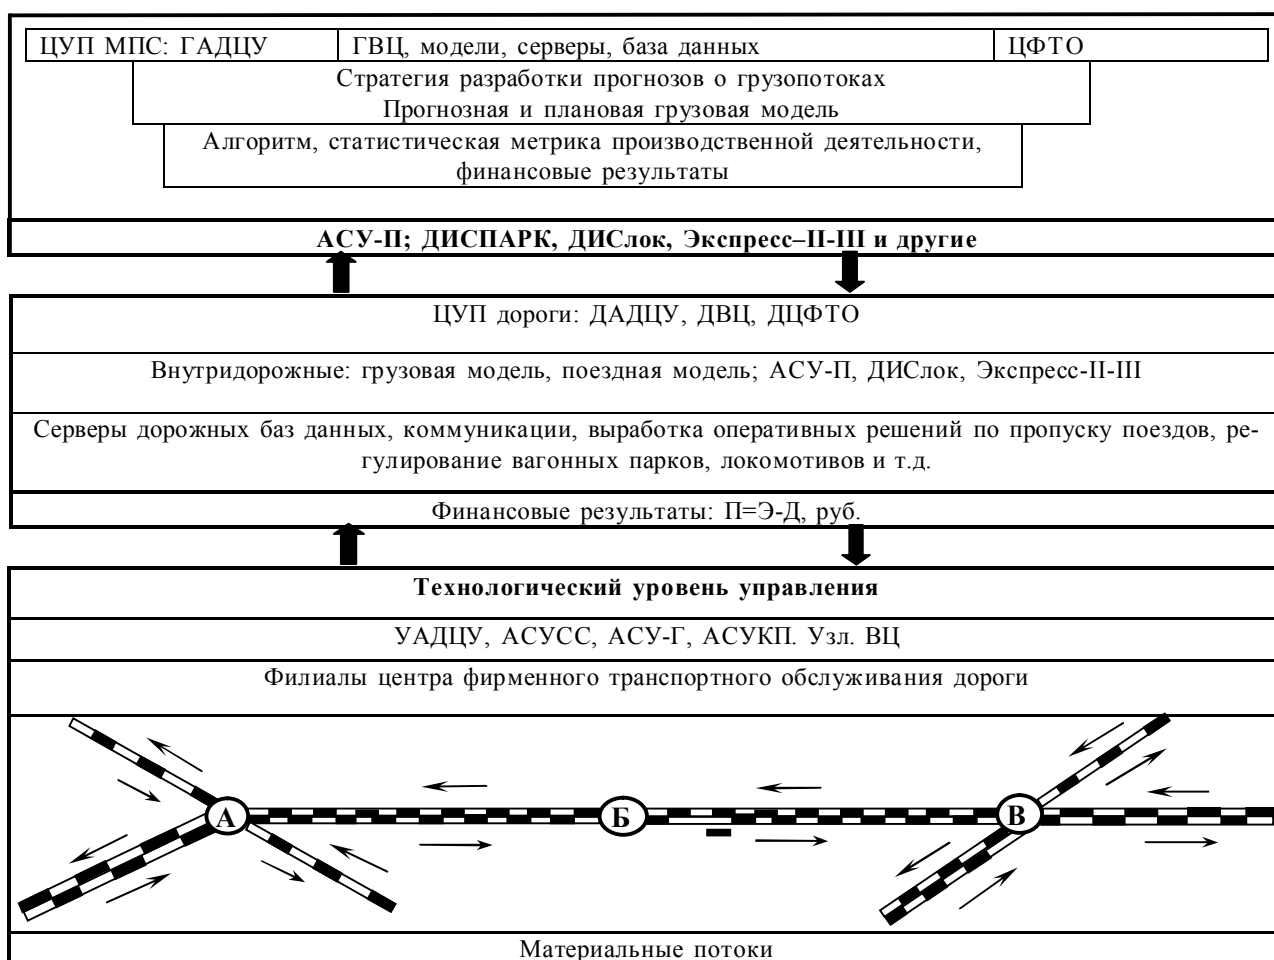 ЦУП МПС: ГАДЦУ
ГВЦ, модели, серверы, база данных
ЦФТО
Стратегия разработки прогнозов о грузопотоках
Прогнозная и плановая грузовая модель
Алгоритм, статистическая метрика производственной деятельности,
финансовые результаты
АСУ-П; ДИСПАРК, ДИСлок, Экспресс–II-III и другие
ЦУП дороги: ДАДЦУ, ДВЦ, ДЦФТО
Внутридорожные: грузовая модель, поездная модель; АСУ-П, ДИСлок, Экспресс-II-III
Серверы дорожных баз данных, коммуникации, выработка оперативных решений по пропуску поездов, ре-
гулирование вагонных парков, локомотивов и т.д.
Финансовые результаты: П=Э-Д, руб.
Технологический уровень управления
УАДЦУ, АСУСС, АСУ-Г, АСУКП. Узл. ВЦ
Филиалы центра фирменного транспортного обслуживания дороги
А
Б
В
Материальные потоки